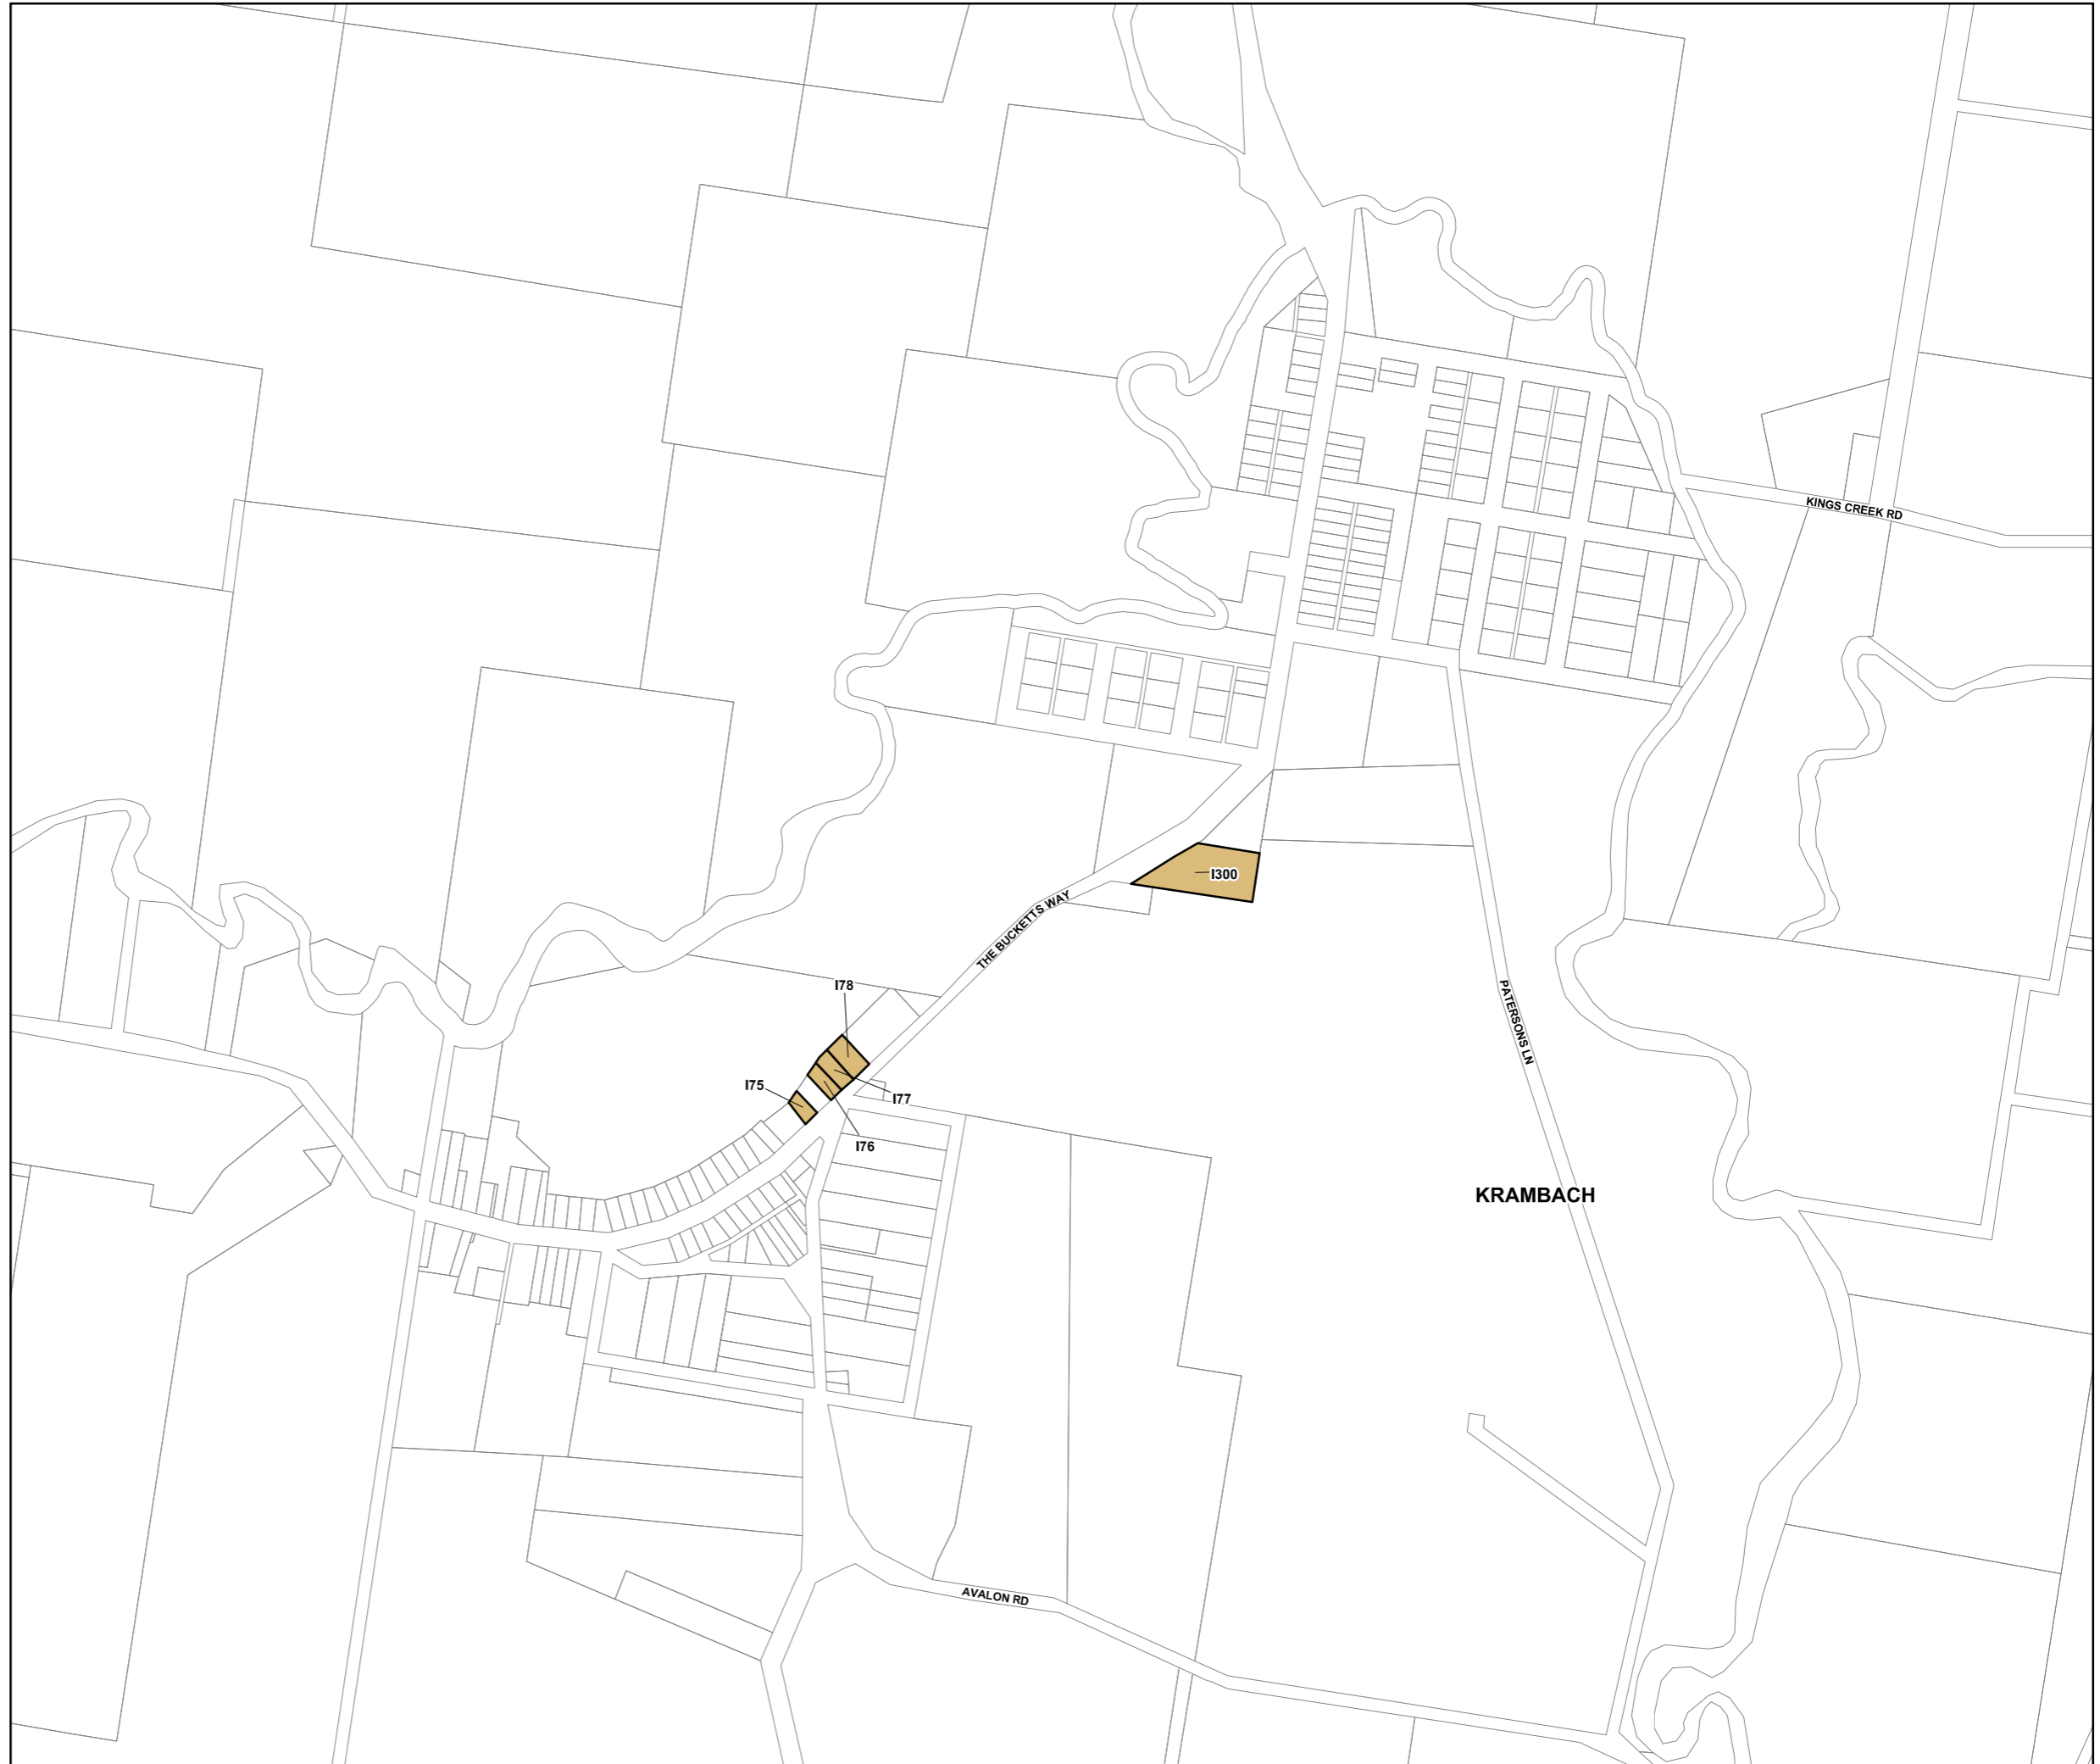 KINGS CREEK RD
I300
THE BUCKETTS WAY
I78
PATERSONS LN
I75
I77
I76
KRAMBACH
AVALON RD